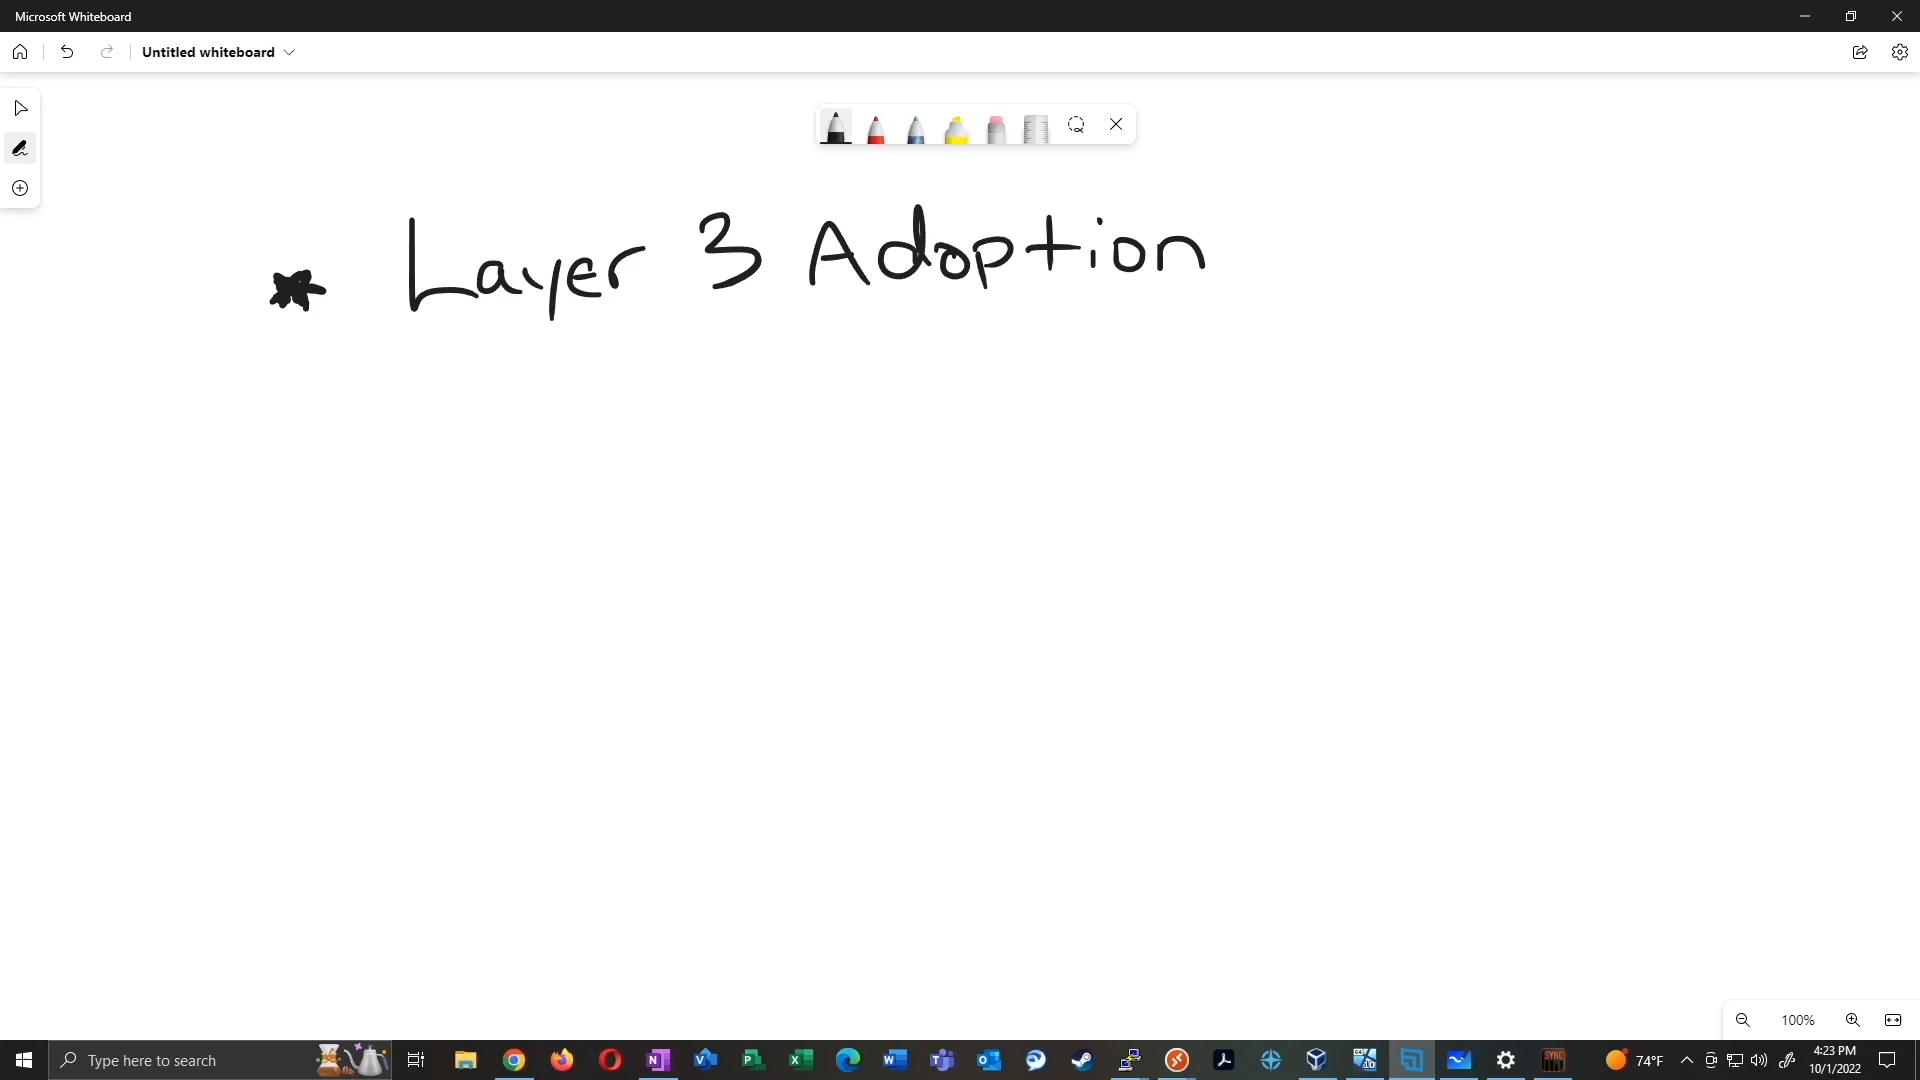 Microsoft Whiteboard
Untitled whiteboard
* Layer 3 Adoption
100%
Type here to search
74°F
4:23 PM
10/1/2022